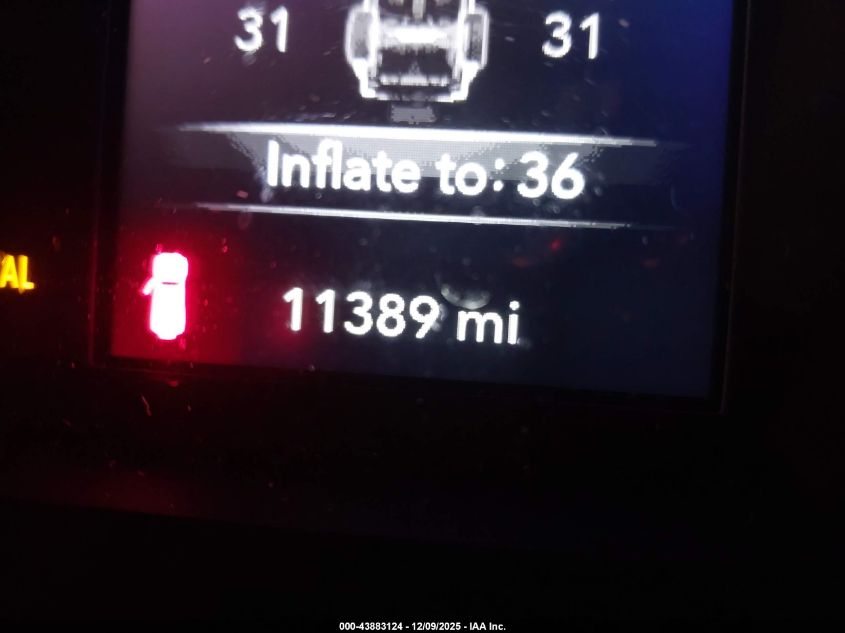 31 31
Inflate to: 36
AL
11389 mi
000-43883124 - 12/09/2025 - IAA Inc.